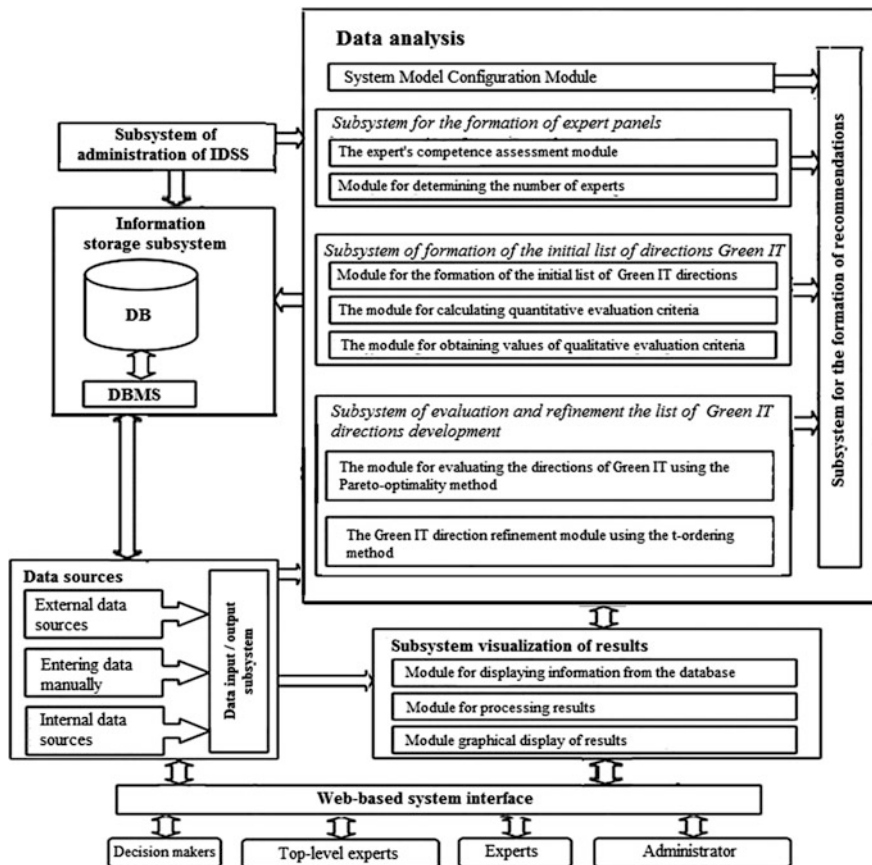 Data analysis
System Model Configuration Module
Subsystem for the formation of expert panels
The expert's competence assessment module
Module for determining the number of experts
Subsystem of formation of the initial list of directions Green IT
Module for the formation of the initial list of Green IT directions
The module for calculating quantitative evaluation criteria
The module for obtaining values of qualitative evaluation criteria
Subsystem of evaluation and refinement the list of Green IT
directions development
The module for evaluating the directions of Green IT using the
Pareto-optimality method
The Green IT direction refinement module using the t-ordering
method
Subsystem for the formation of recommendations
Subsystem of
administration of IDSS
Information
storage subsystem
DB
DBMS
Data sources
External data
sources
Entering data
manually
Internal data
sources
Data input / output
subsystem
Subsystem visualization of results
Module for displaying information from the database
Module for processing results
Module graphical display of results
Web-based system interface
Decision makers
Top-level experts
Experts
Administrator